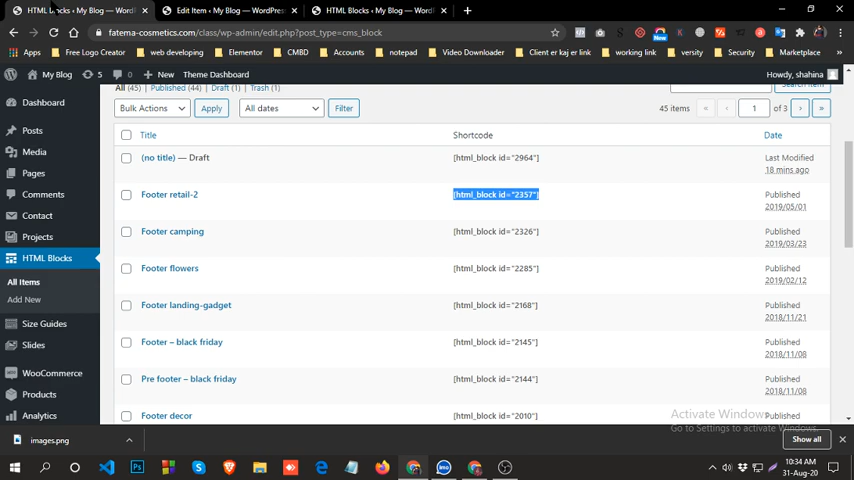 HTML Blocks ‹ My Blog — WordP
Edit Item ‹ My Blog — WordPress
HTML Blocks ‹ My Blog — WordP
fatema-cosmetics.com/class/wp-admin/edit.php?post_type=cms_block
Apps
Free Logo Creator
web developing
Elementor
CMBD
Accounts
notepad
Video Downloader
Client er kaj er link
working link
versity
Security
Marketplace
»
My Blog
5
0
New
Theme Dashboard
Howdy, shahina
Dashboard
Posts
Media
Pages
Comments
Contact
Projects
HTML Blocks
All Items
Add New
Size Guides
Slides
WooCommerce
Products
Analytics
All (45) | Published (44) | Draft (1) | Trash (1)
Search Item
Bulk Actions
Apply
All dates
Filter
45 items
«
‹
1
of 3
›
»
Title
Shortcode
Date
(no title) — Draft
[html_block id="2964"]
Last Modified
18 mins ago
Footer retail-2
[html_block id="2357"]
Published
2019/05/01
Footer camping
[html_block id="2326"]
Published
2019/03/23
Footer flowers
[html_block id="2285"]
Published
2019/02/12
Footer landing-gadget
[html_block id="2168"]
Published
2018/11/21
Footer – black friday
[html_block id="2145"]
Published
2018/11/08
Pre footer – black friday
[html_block id="2144"]
Published
2018/11/08
Footer decor
[html_block id="2010"]
Published
Activate Windows
Go to Settings to activate Windows.
images.png
Show all
10:34 AM
31-Aug-20